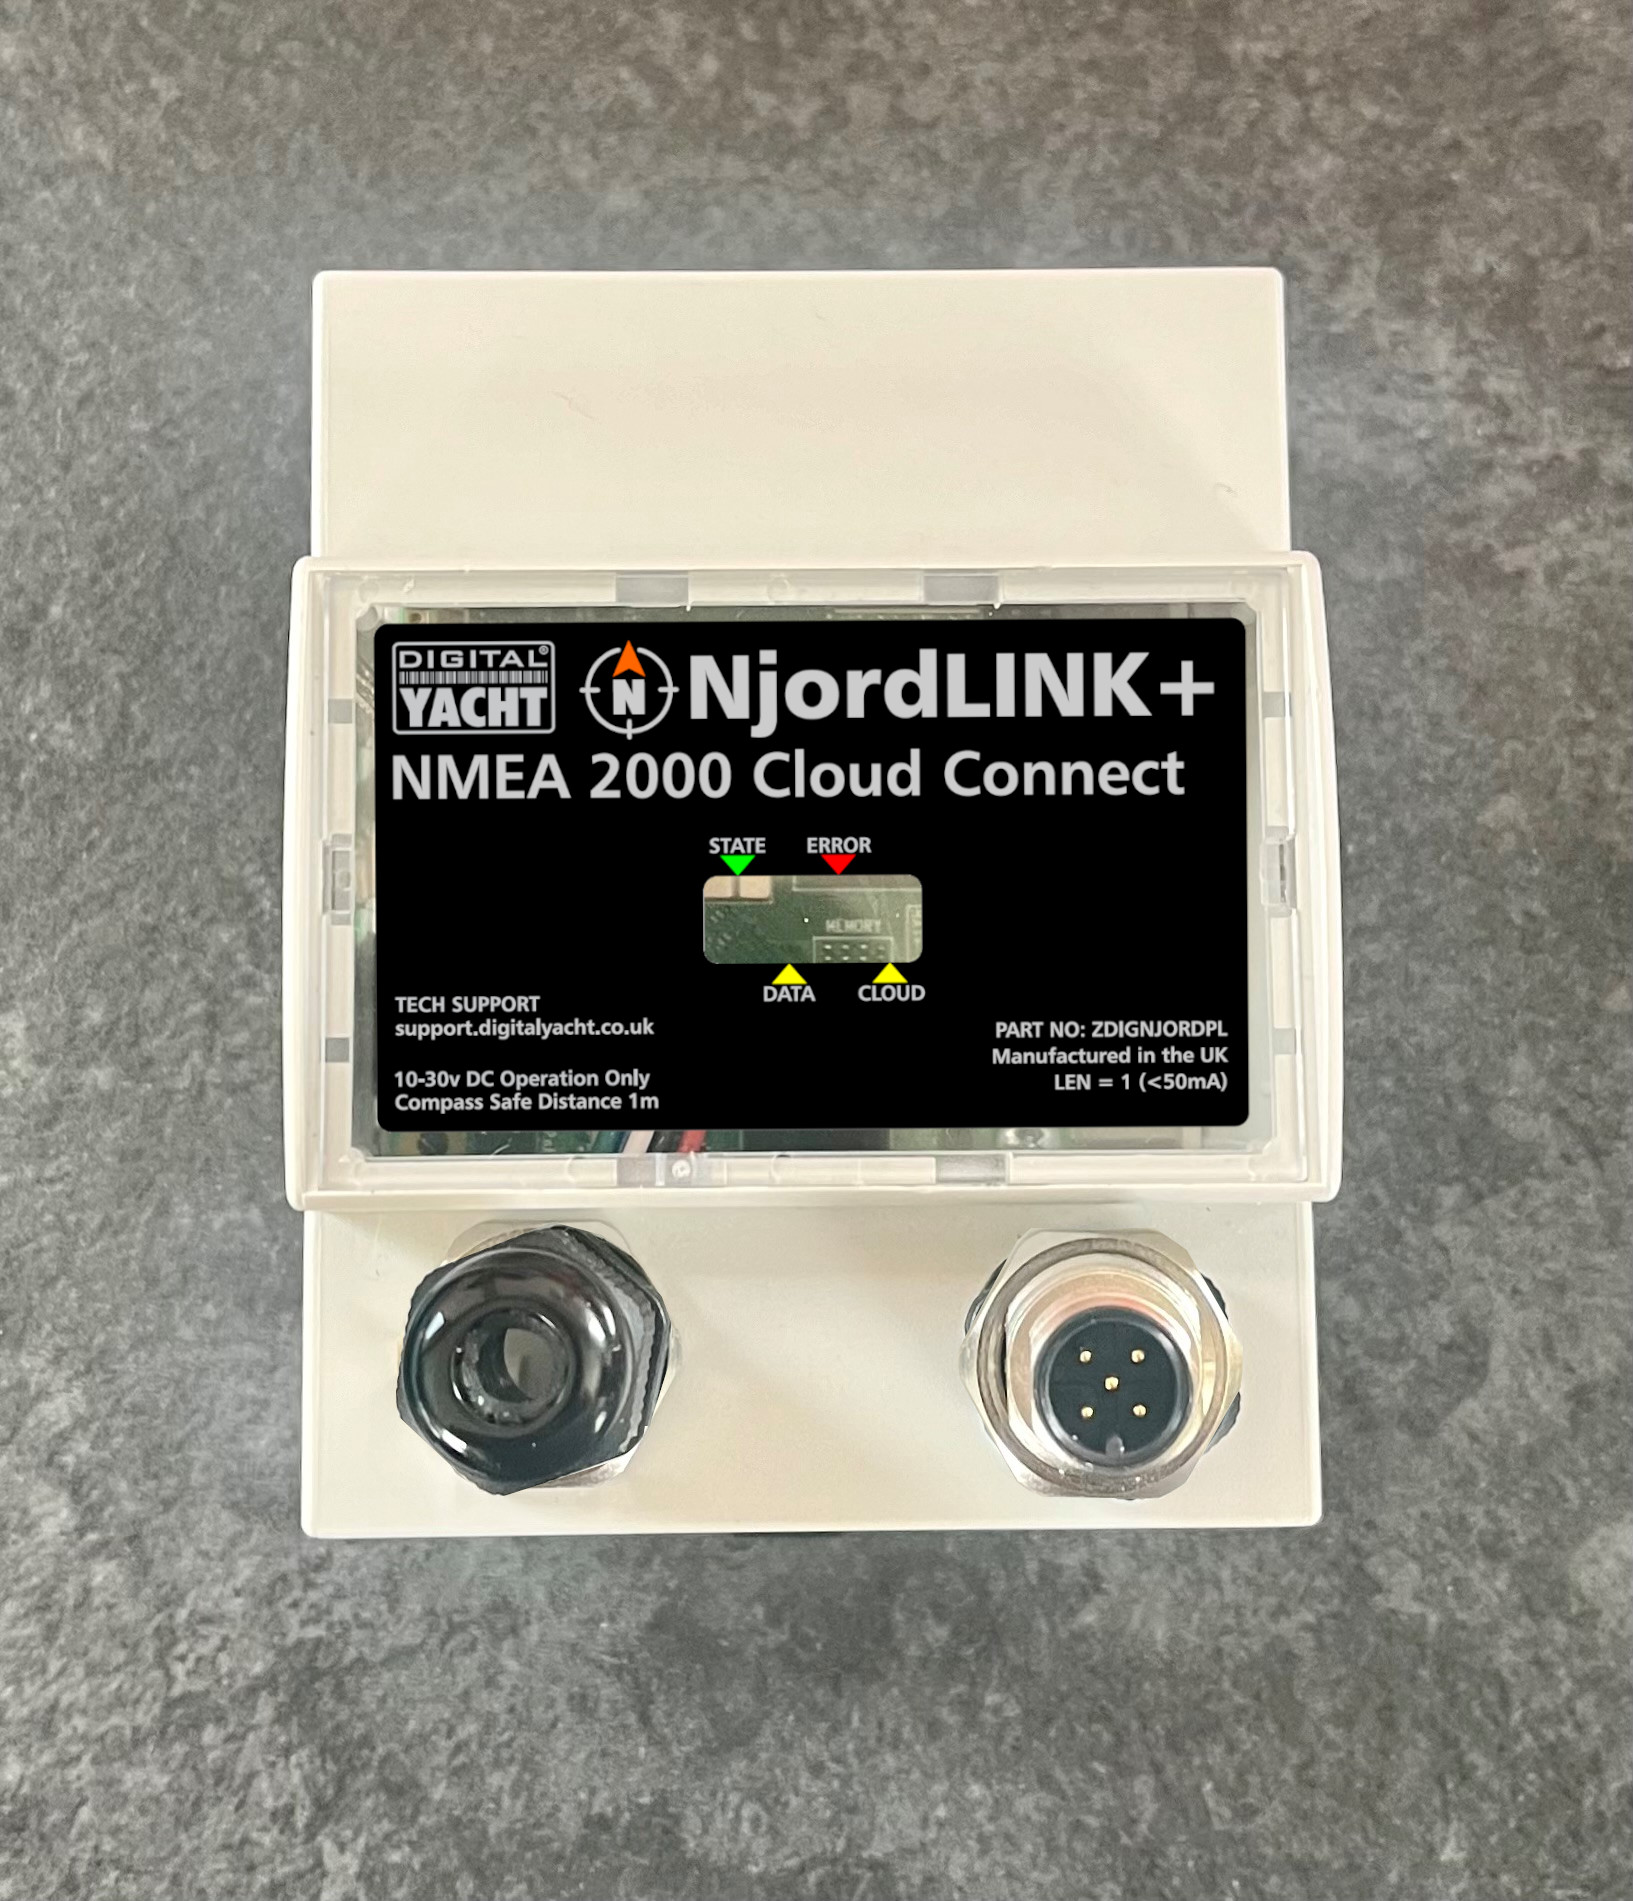 DIGITAL®
YACHT
N
NjordLINK+
NMEA 2000 Cloud Connect
STATE ERROR
MEMORY
DATA CLOUD
TECH SUPPORT
support.digitalyacht.co.uk
10-30v DC Operation Only
Compass Safe Distance 1m
PART NO: ZDIGNJORDPL
Manufactured in the UK
LEN = 1 (<50mA)